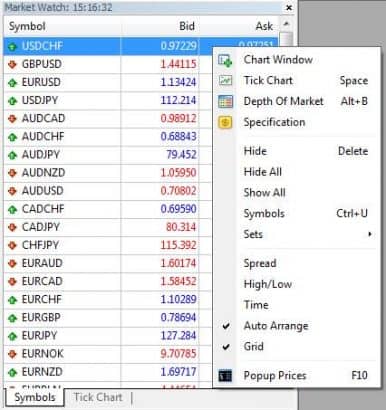 Market Watch: 15:16:32
Symbol Bid Ask
USDCHF 0.97229 0.97251
GBPUSD 1.44115
EURUSD 1.13424
USDJPY 112.214
AUDCAD 0.98912
AUDCHF 0.68843
AUDJPY 79.452
AUDNZD 1.05950
AUDUSD 0.70802
CADCHF 0.69590
CADJPY 80.314
CHFJPY 115.392
EURAUD 1.60174
EURCAD 1.58452
EURCHF 1.10289
EURGBP 0.78694
EURJPY 127.284
EURNOK 9.70785
EURNZD 1.69717
Symbols Tick Chart
Chart Window
Tick Chart Space
Depth Of Market Alt+B
Specification
Hide Delete
Hide All
Show All
Symbols Ctrl+U
Sets
Spread
High/Low
Time
Auto Arrange
Grid
Popup Prices F10